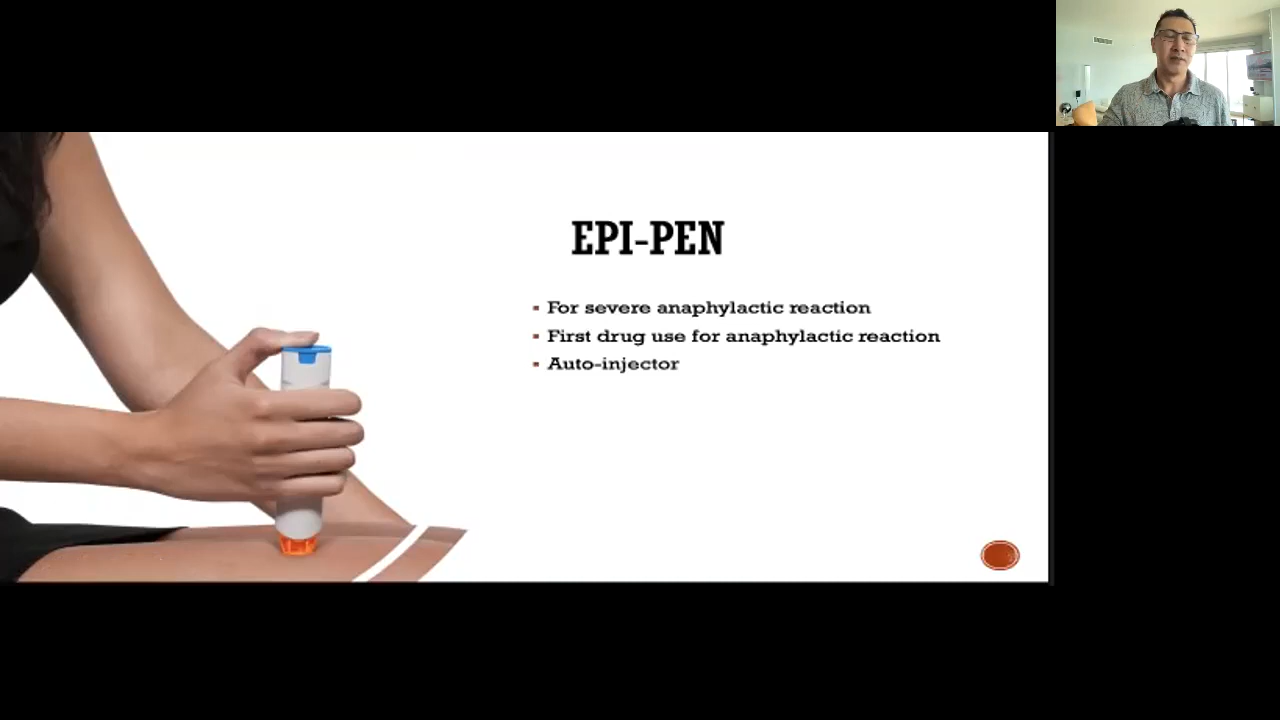 EPI-PEN
For severe anaphylactic reaction
First drug use for anaphylactic reaction
Auto-injector